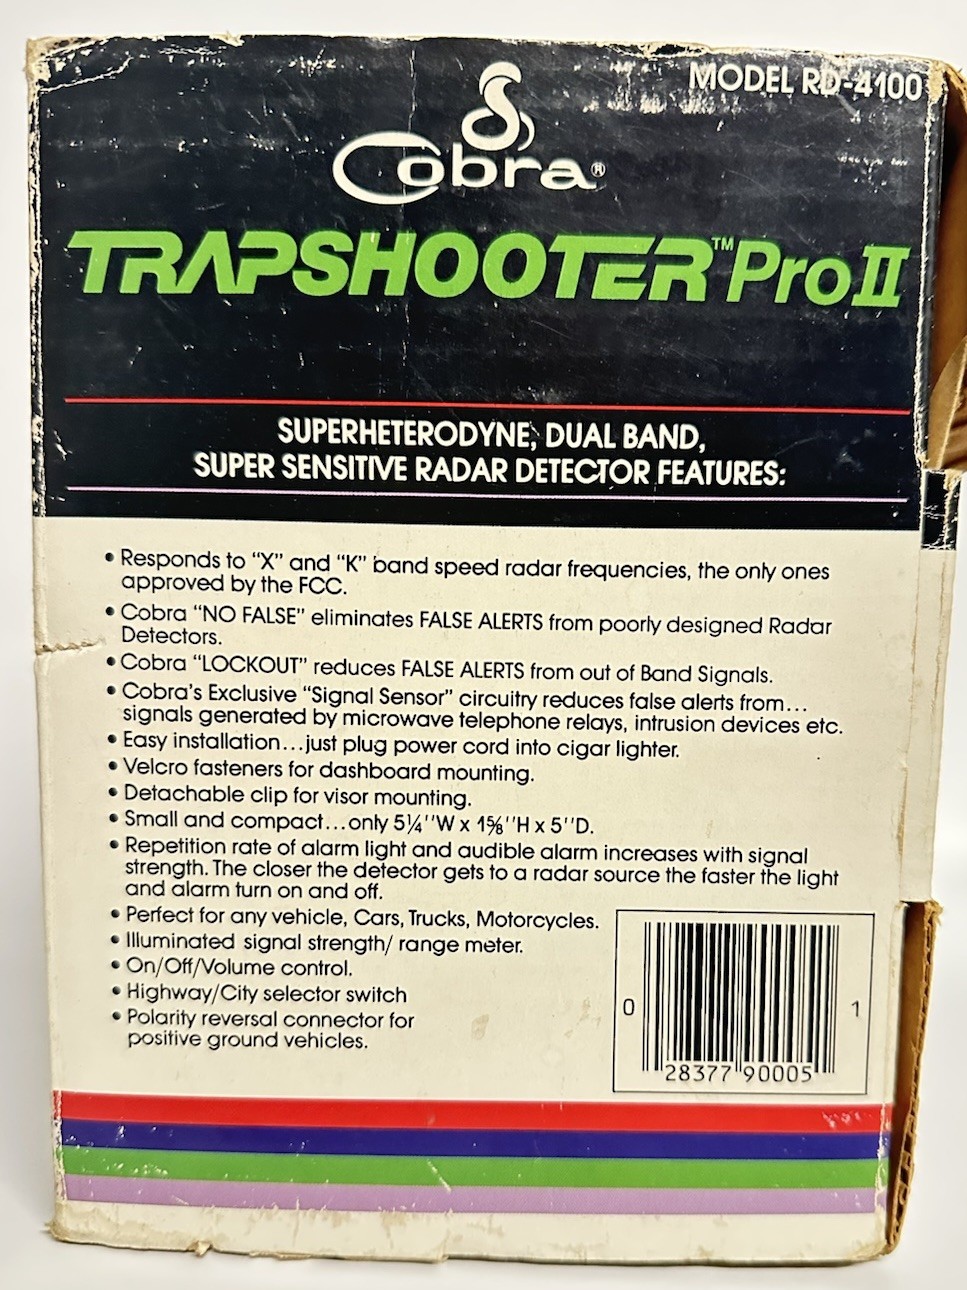 MODEL RD-4100
Cobra®
TRAPSHOOTER™ Pro II
SUPERHETERODYNE, DUAL BAND,
SUPER SENSITIVE RADAR DETECTOR FEATURES:
• Responds to “X” and “K” band speed radar frequencies, the only ones
approved by the FCC.
• Cobra “NO FALSE” eliminates FALSE ALERTS from poorly designed Radar
Detectors.
• Cobra “LOCKOUT” reduces FALSE ALERTS from out of Band Signals.
• Cobra’s Exclusive “Signal Sensor” circuitry reduces false alerts from...
signals generated by microwave telephone relays, intrusion devices etc.
• Easy installation...just plug power cord into cigar lighter.
• Velcro fasteners for dashboard mounting.
• Detachable clip for visor mounting.
• Small and compact...only 5¼''W x 1⅝''H x 5''D.
• Repetition rate of alarm light and audible alarm increases with signal
strength. The closer the detector gets to a radar source the faster the light
and alarm turn on and off.
• Perfect for any vehicle, Cars, Trucks, Motorcycles.
• Illuminated signal strength/ range meter.
• On/Off/Volume control.
• Highway/City selector switch
• Polarity reversal connector for
positive ground vehicles.
0 28377 90005 1